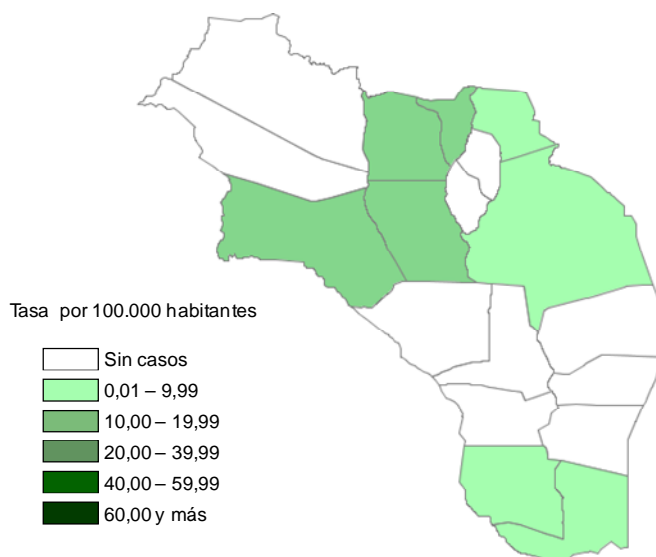 Tasa por 100.000 habitantes
Sin casos
0,01 – 9,99
10,00 – 19,99
20,00 – 39,99
40,00 – 59,99
60,00 y más